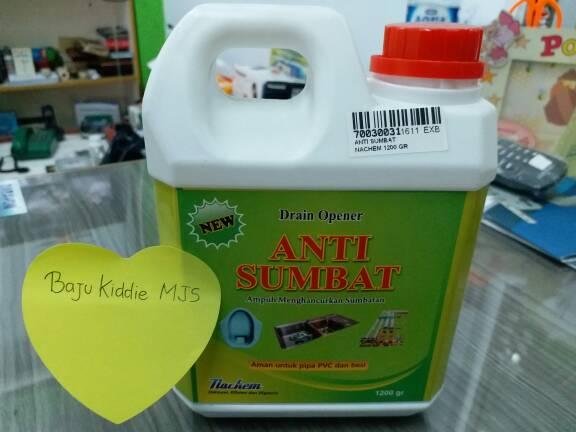 700300311611 EXB
ANTI SUMBAT
NACHEM 1200 GR
NEW
Drain Opener
ANTI
SUMBAT
Ampuh Menghancurkan Sumbatan
Aman untuk pipa PVC dan besi
Nachem
1200 gr
Baju Kiddie MJS